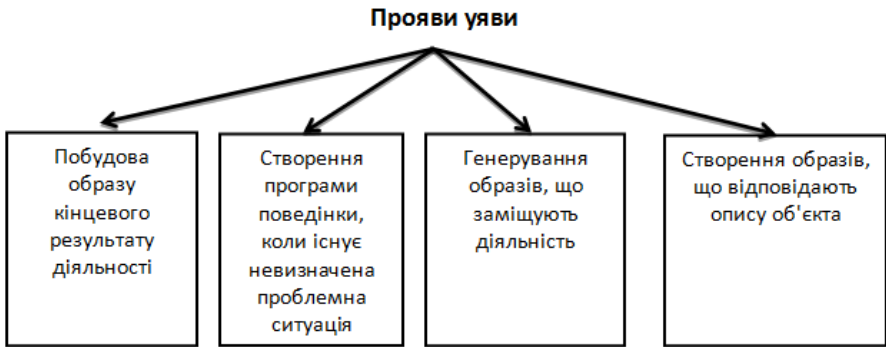 Прояви уяви
Побудова
образу
кінцевого
результату
діяльності
Створення
програми
поведінки,
коли існує
невизначена
проблемна
ситуація
Генерування
образів, що
заміщують
діяльність
Створення образів,
що відповідають
опису об'єкта